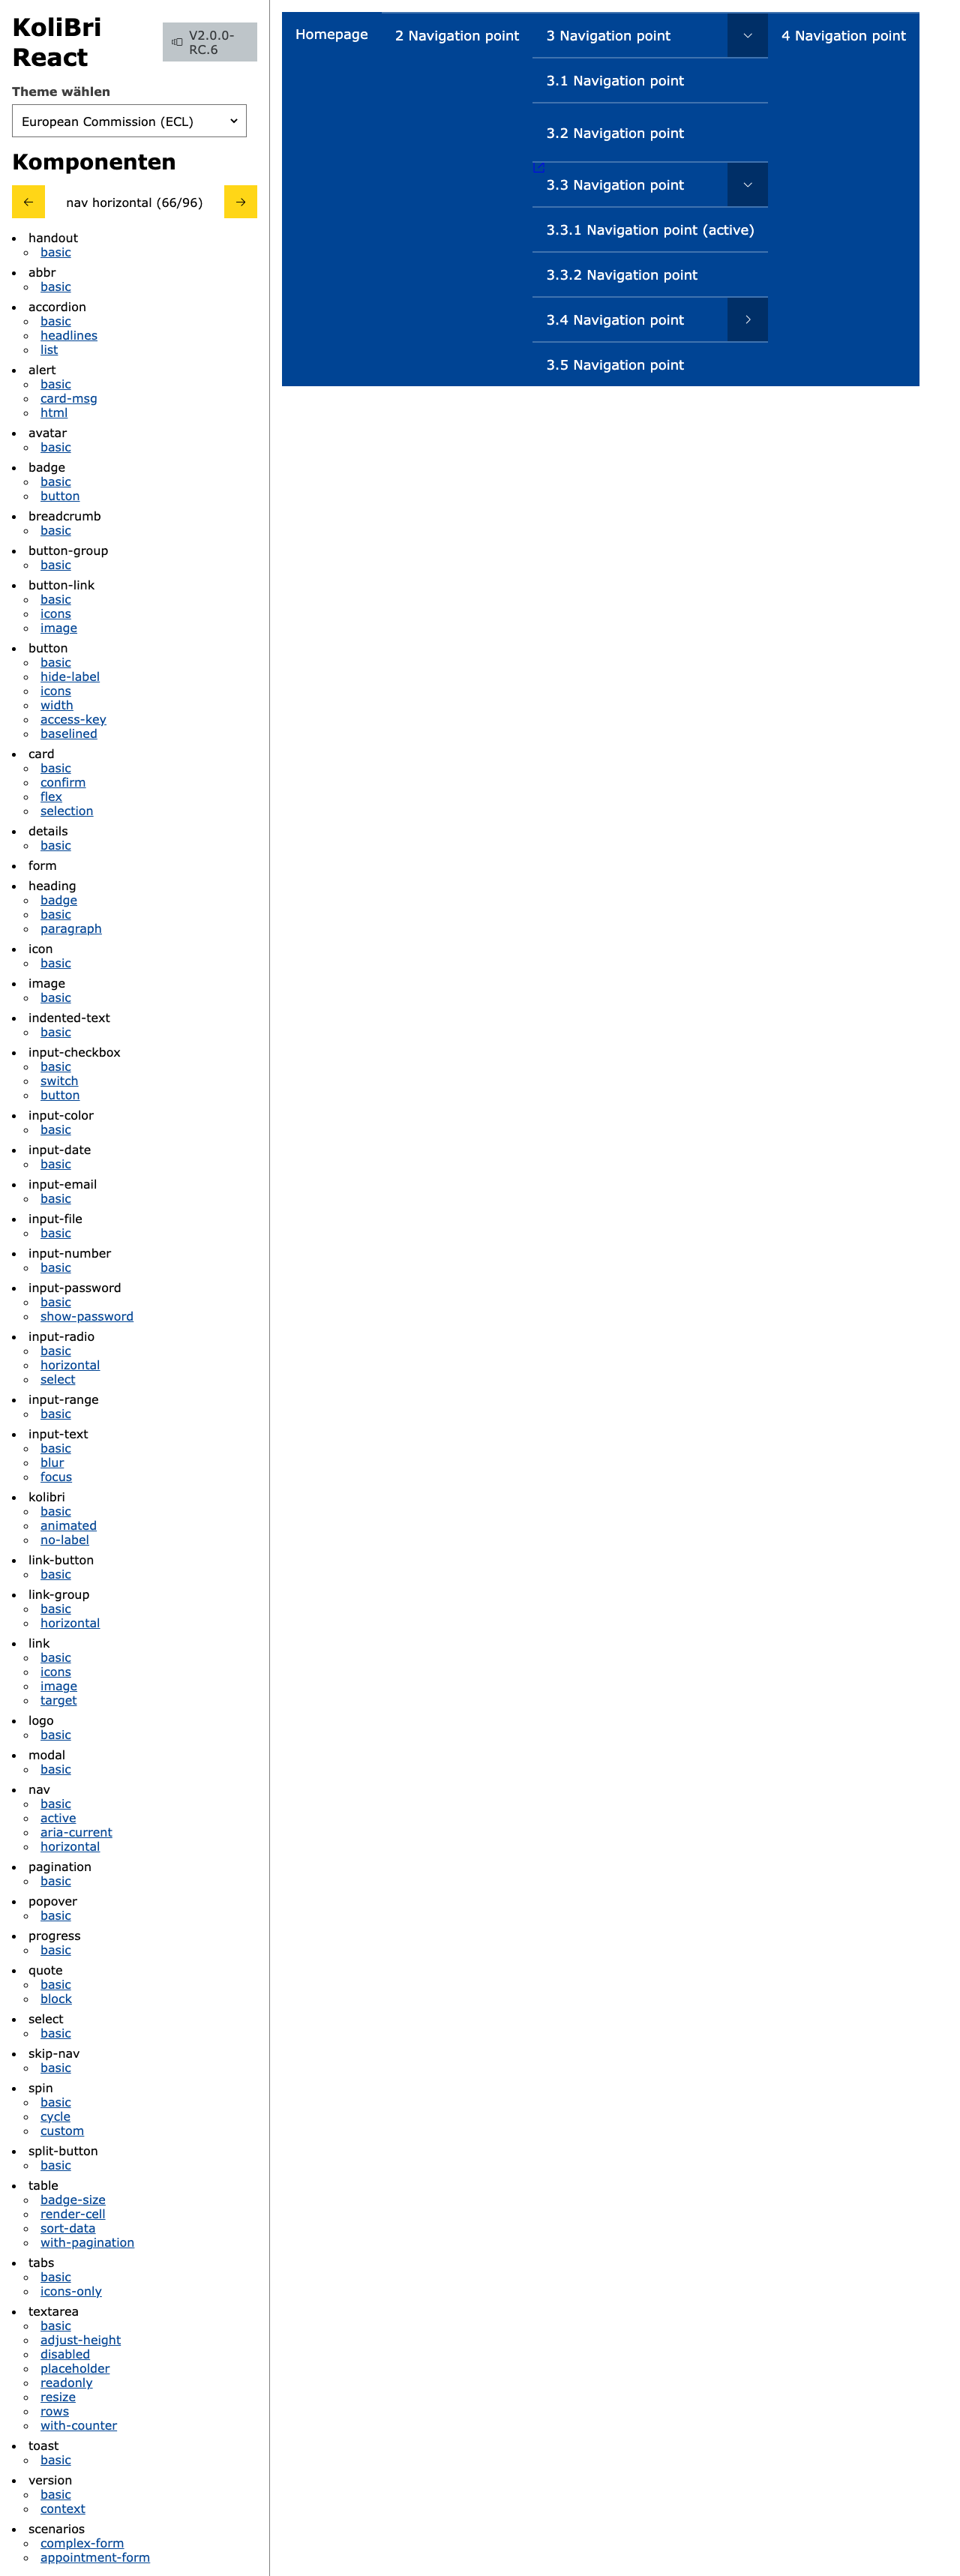 KoliBri
React
V2.0.0-
RC.6
Theme wählen
European Commission (ECL)
Komponenten
nav horizontal (66/96)
handout
basic
abbr
basic
accordion
basic
headlines
list
alert
basic
card-msg
html
avatar
basic
badge
basic
button
breadcrumb
basic
button-group
basic
button-link
basic
icons
image
button
basic
hide-label
icons
width
access-key
baselined
card
basic
confirm
flex
selection
details
basic
form
heading
badge
basic
paragraph
icon
basic
image
basic
indented-text
basic
input-checkbox
basic
switch
button
input-color
basic
input-date
basic
input-email
basic
input-file
basic
input-number
basic
input-password
basic
show-password
input-radio
basic
horizontal
select
input-range
basic
input-text
basic
blur
focus
kolibri
basic
animated
no-label
link-button
basic
link-group
basic
horizontal
link
basic
icons
image
target
logo
basic
modal
basic
nav
basic
active
aria-current
horizontal
pagination
basic
popover
basic
progress
basic
quote
basic
block
select
basic
skip-nav
basic
spin
basic
cycle
custom
split-button
basic
table
badge-size
render-cell
sort-data
with-pagination
tabs
basic
icons-only
textarea
basic
adjust-height
disabled
placeholder
readonly
resize
rows
with-counter
toast
basic
version
basic
context
scenarios
complex-form
appointment-form
Homepage
2 Navigation point
3 Navigation point
3.1 Navigation point
3.2 Navigation point
3.3 Navigation point
3.3.1 Navigation point (active)
3.3.2 Navigation point
3.4 Navigation point
3.5 Navigation point
4 Navigation point